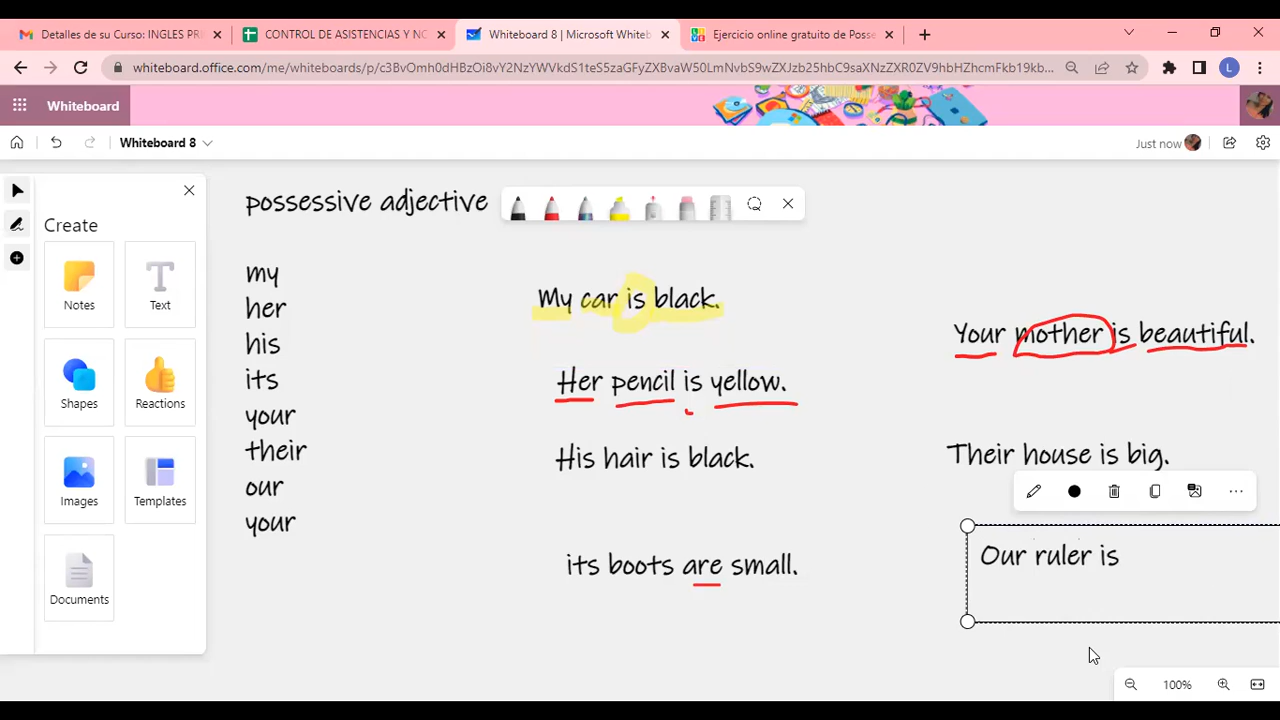 Detalles de su Curso: INGLES PR
CONTROL DE ASISTENCIAS Y NO
Whiteboard 8 | Microsoft Whiteb
Ejercicio online gratuito de Posse
whiteboard.office.com/me/whiteboards/p/c3BvOmh0dHBzOi8vY2NzYWVkdS1teS5zaGFyZXBvaW50LmNvbS9wZXJzb25hbC9saXNzZXR0ZV9hbHZhcmFkb19kb...
L
Whiteboard
Whiteboard 8
Just now
Create
Notes
Text
Shapes
Reactions
Images
Templates
Documents
possessive adjective
my
her
his
its
your
their
our
your
My car is black.
Her pencil is yellow.
His hair is black.
its boots are small.
Your mother is beautiful.
Their house is big.
Our ruler is
100%